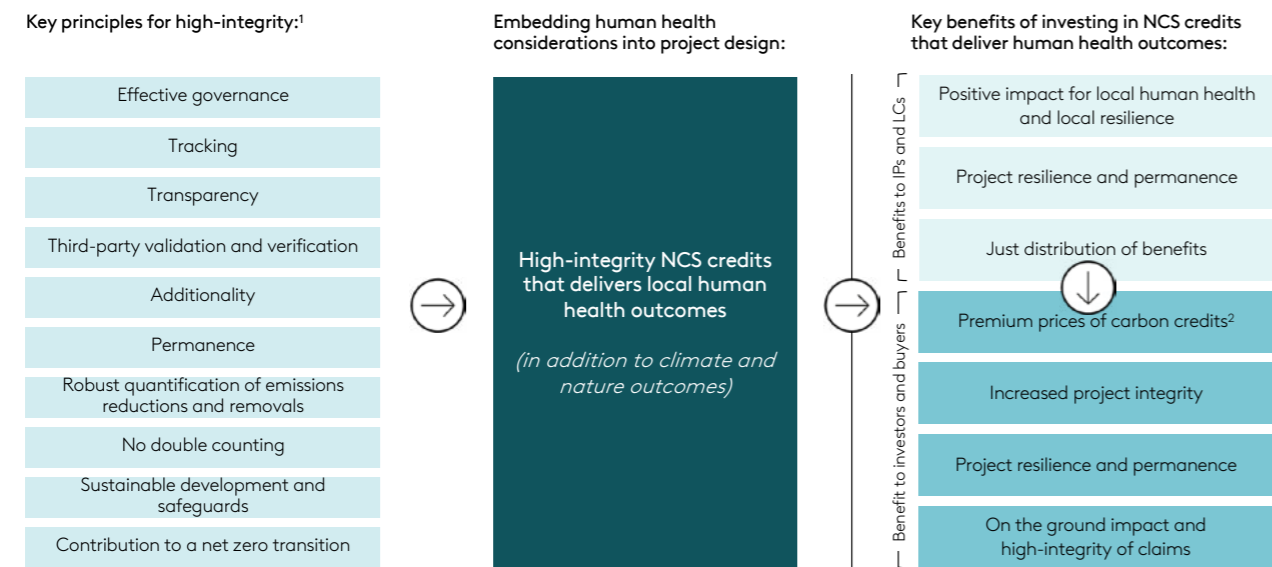 Key principles for high-integrity:¹
Effective governance
Tracking
Transparency
Third-party validation and verification
Additionality
Permanence
Robust quantification of emissions
reductions and removals
No double counting
Sustainable development and
safeguards
Contribution to a net zero transition
Embedding human health
considerations into project design:
High-integrity NCS credits
that delivers local human
health outcomes
(in addition to climate and
nature outcomes)
Key benefits of investing in NCS credits
that deliver human health outcomes:
Benefits to IPs and LCs
Positive impact for local human health
and local resilience
Project resilience and permanence
Just distribution of benefits
Benefit to investors and buyers
Premium prices of carbon credits²
Increased project integrity
Project resilience and permanence
On the ground impact and
high-integrity of claims